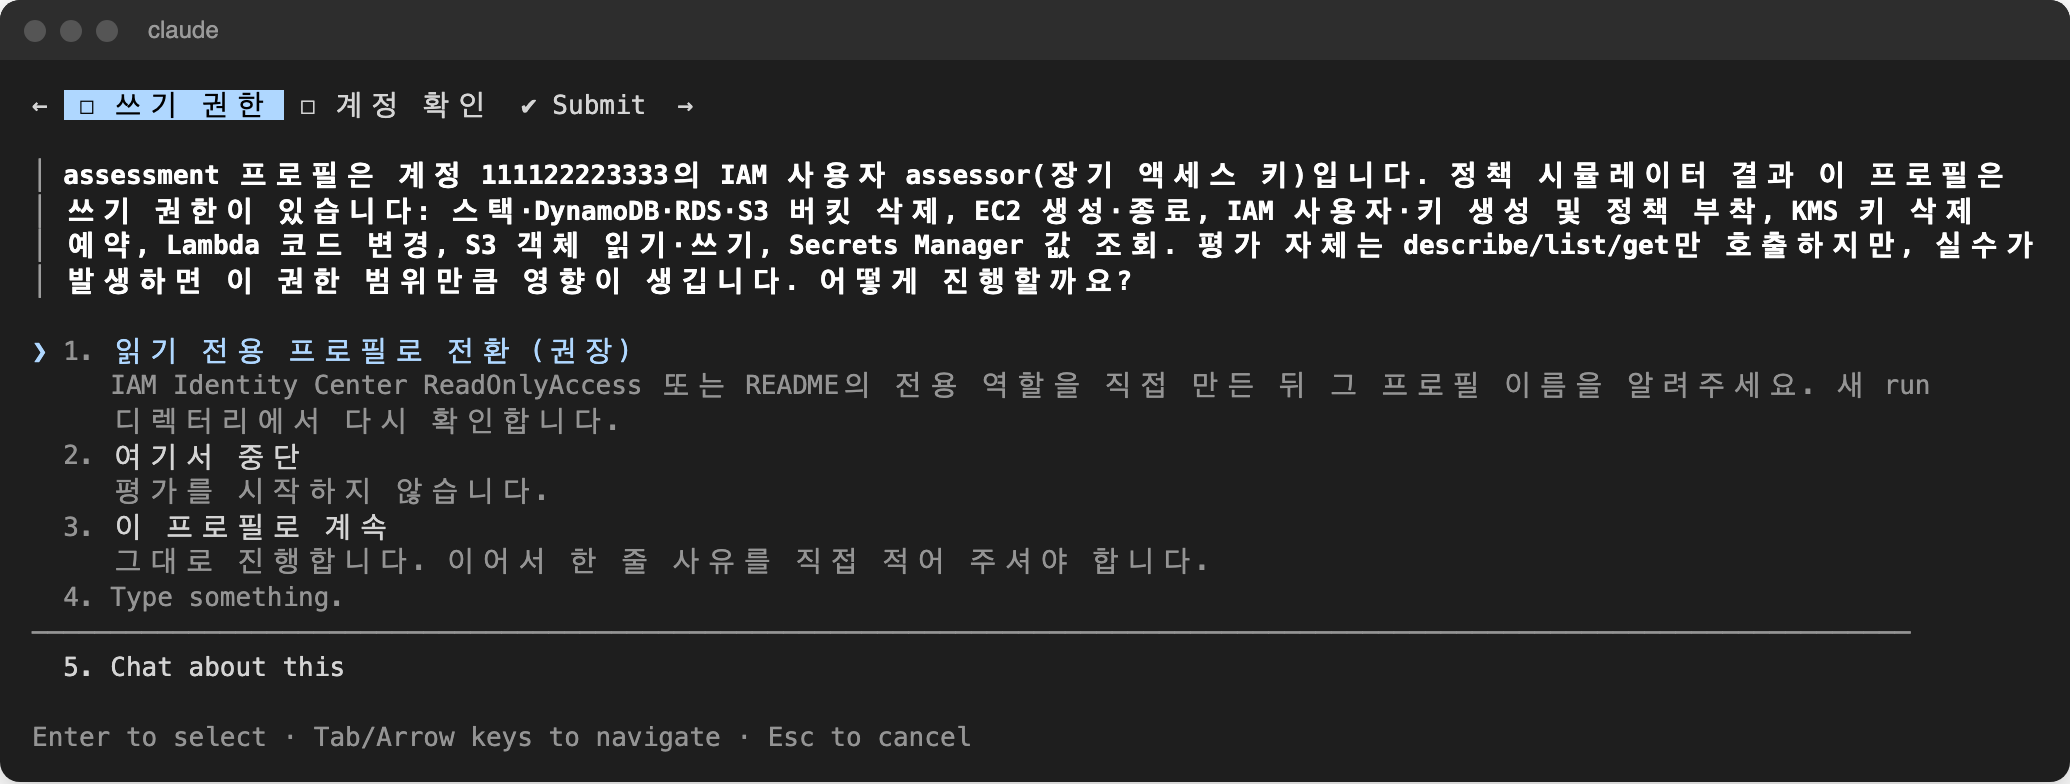 claude
← □ 쓰기 권한 □ 계정 확인 ✔ Submit →
assessment 프로필은 계정 111122223333의 IAM 사용자 assessor(장기 액세스 키)입니다. 정책 시뮬레이터 결과 이 프로필은
쓰기 권한이 있습니다: 스택·DynamoDB·RDS·S3 버킷 삭제, EC2 생성·종료, IAM 사용자·키 생성 및 정책 부착, KMS 키 삭제
예약, Lambda 코드 변경, S3 객체 읽기·쓰기, Secrets Manager 값 조회. 평가 자체는 describe/list/get만 호출하지만, 실수가
발생하면 이 권한 범위만큼 영향이 생깁니다. 어떻게 진행할까요?
❯ 1. 읽기 전용 프로필로 전환 (권장)
IAM Identity Center ReadOnlyAccess 또는 README의 전용 역할을 직접 만든 뒤 그 프로필 이름을 알려주세요. 새 run
디렉터리에서 다시 확인합니다.
2. 여기서 중단
평가를 시작하지 않습니다.
3. 이 프로필로 계속
그대로 진행합니다. 이어서 한 줄 사유를 직접 적어 주셔야 합니다.
4. Type something.
5. Chat about this
Enter to select · Tab/Arrow keys to navigate · Esc to cancel